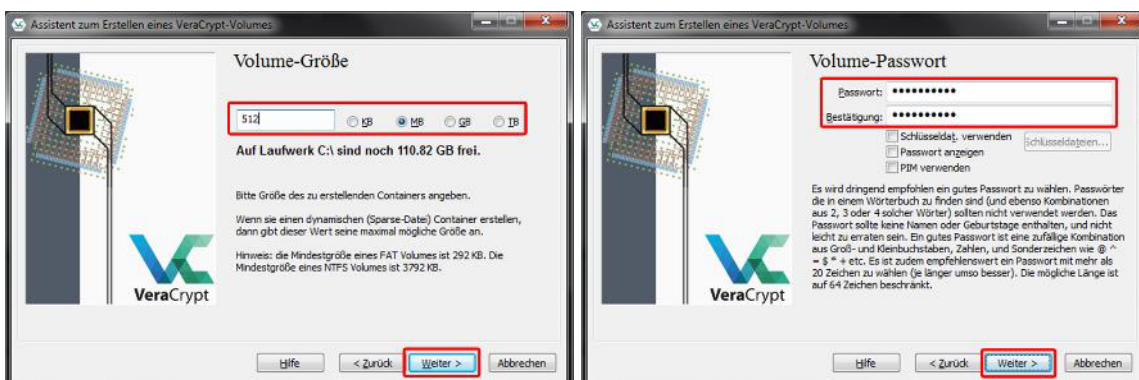 Assistent zum Erstellen eines VeraCrypt-Volumes
Volume-Größe
512
KB
MB
GB
TB
Auf Laufwerk C:\ sind noch 110.82 GB frei.
Bitte Größe des zu erstellenden Containers angeben.
Wenn sie einen dynamischen (Sparse-Datei) Container erstellen,
dann gibt dieser Wert seine maximal mögliche Größe an.
Hinweis: die Mindestgröße eines FAT Volumes ist 292 KB. Die
Mindestgröße eines NTFS Volumes ist 3792 KB.
VeraCrypt
Hilfe
< Zurück
Weiter >
Abbrechen
Assistent zum Erstellen eines VeraCrypt-Volumes
Volume-Passwort
Passwort: ••••••••••
Bestätigung: ••••••••••
Schlüsseldat. verwenden
Schlüsseldateien...
Passwort anzeigen
PIM verwenden
Es wird dringend empfohlen ein gutes Passwort zu wählen. Passwörter
die in einem Wörterbuch zu finden sind (und ebenso Kombinationen
aus 2, 3 oder 4 solcher Wörter) sollten nicht verwendet werden. Das
Passwort sollte keine Namen oder Geburtstage enthalten, und nicht
leicht zu erraten sein. Ein gutes Passwort ist eine zufällige Kombination
aus Groß- und Kleinbuchstaben, Zahlen, und Sonderzeichen wie @ ^
= $ * + etc. Es ist zudem empfehlenswert ein Passwort mit mehr als
20 Zeichen zu wählen (je länger umso besser). Die mögliche Länge ist
auf 64 Zeichen beschränkt.
VeraCrypt
Hilfe
< Zurück
Weiter >
Abbrechen